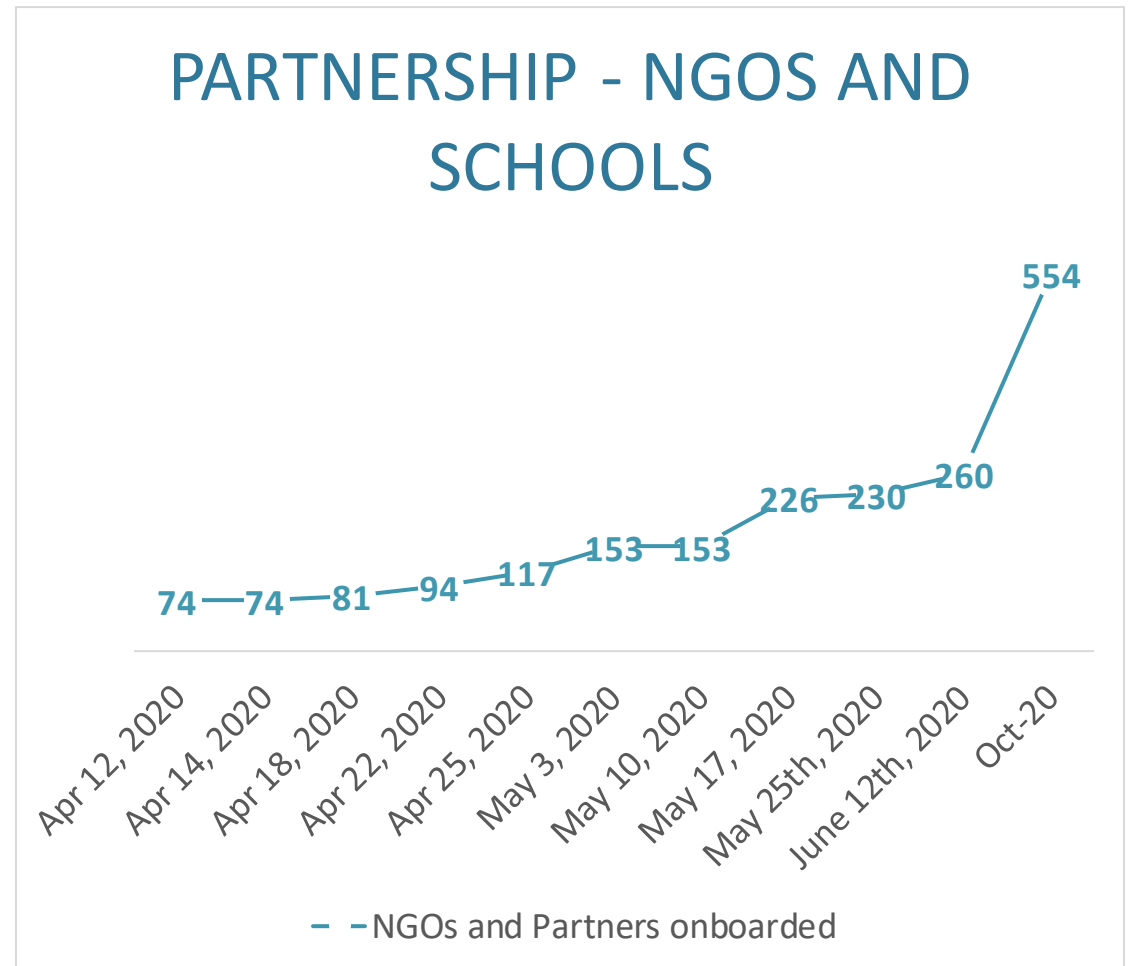 PARTNERSHIP - NGOS AND
SCHOOLS
554
260
230
226
153
153
117
94
81
74
74
Apr 12, 2020
Apr 14, 2020
Apr 18, 2020
Apr 22, 2020
Apr 25, 2020
May 3, 2020
May 10, 2020
May 17, 2020
May 25th, 2020
June 12th, 2020
Oct-20
NGOs and Partners onboarded